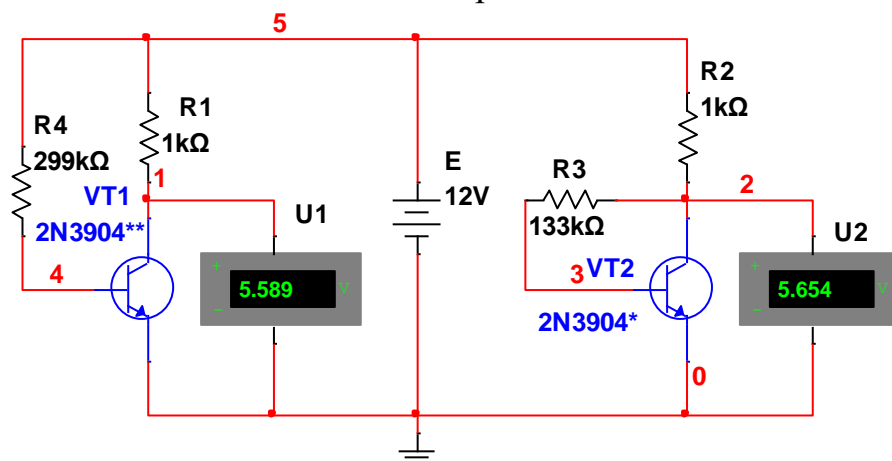 5
R4
299kΩ
R1
1kΩ
1
VT1
2N3904**
4
U1
+
5.589
V
−
E
12V
R3
133kΩ
3
VT2
2N3904*
R2
1kΩ
2
U2
+
5.654
V
−
0